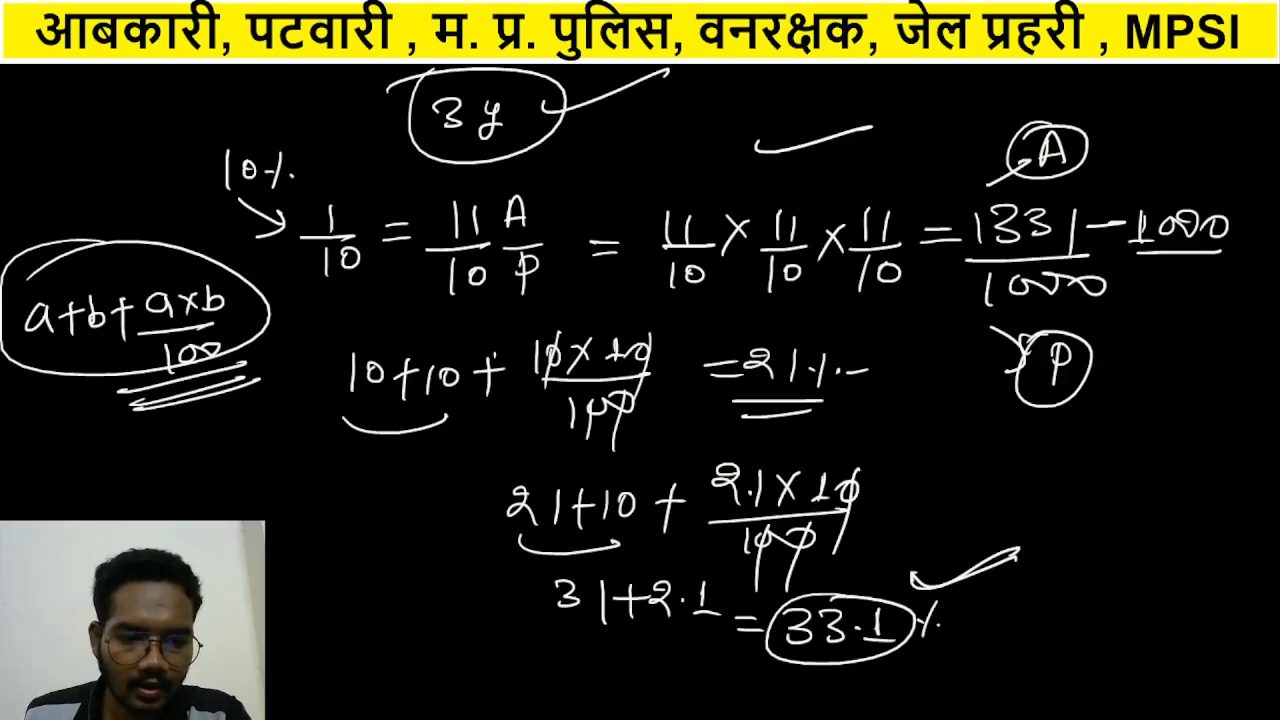 आबकारी, पटवारी , म. प्र. पुलिस, वनरक्षक, जेल प्रहरी , MPSI
3 y
A
10%
1/10 = 11/10 A/P = 11/10 × 11/10 × 11/10 = 1331/1000 - 1000
a+b+ a×b/100
P
10+10+ 10×10/100 = 21%
21+10+ 2.1×10/100
31+2.1 = 33.1%